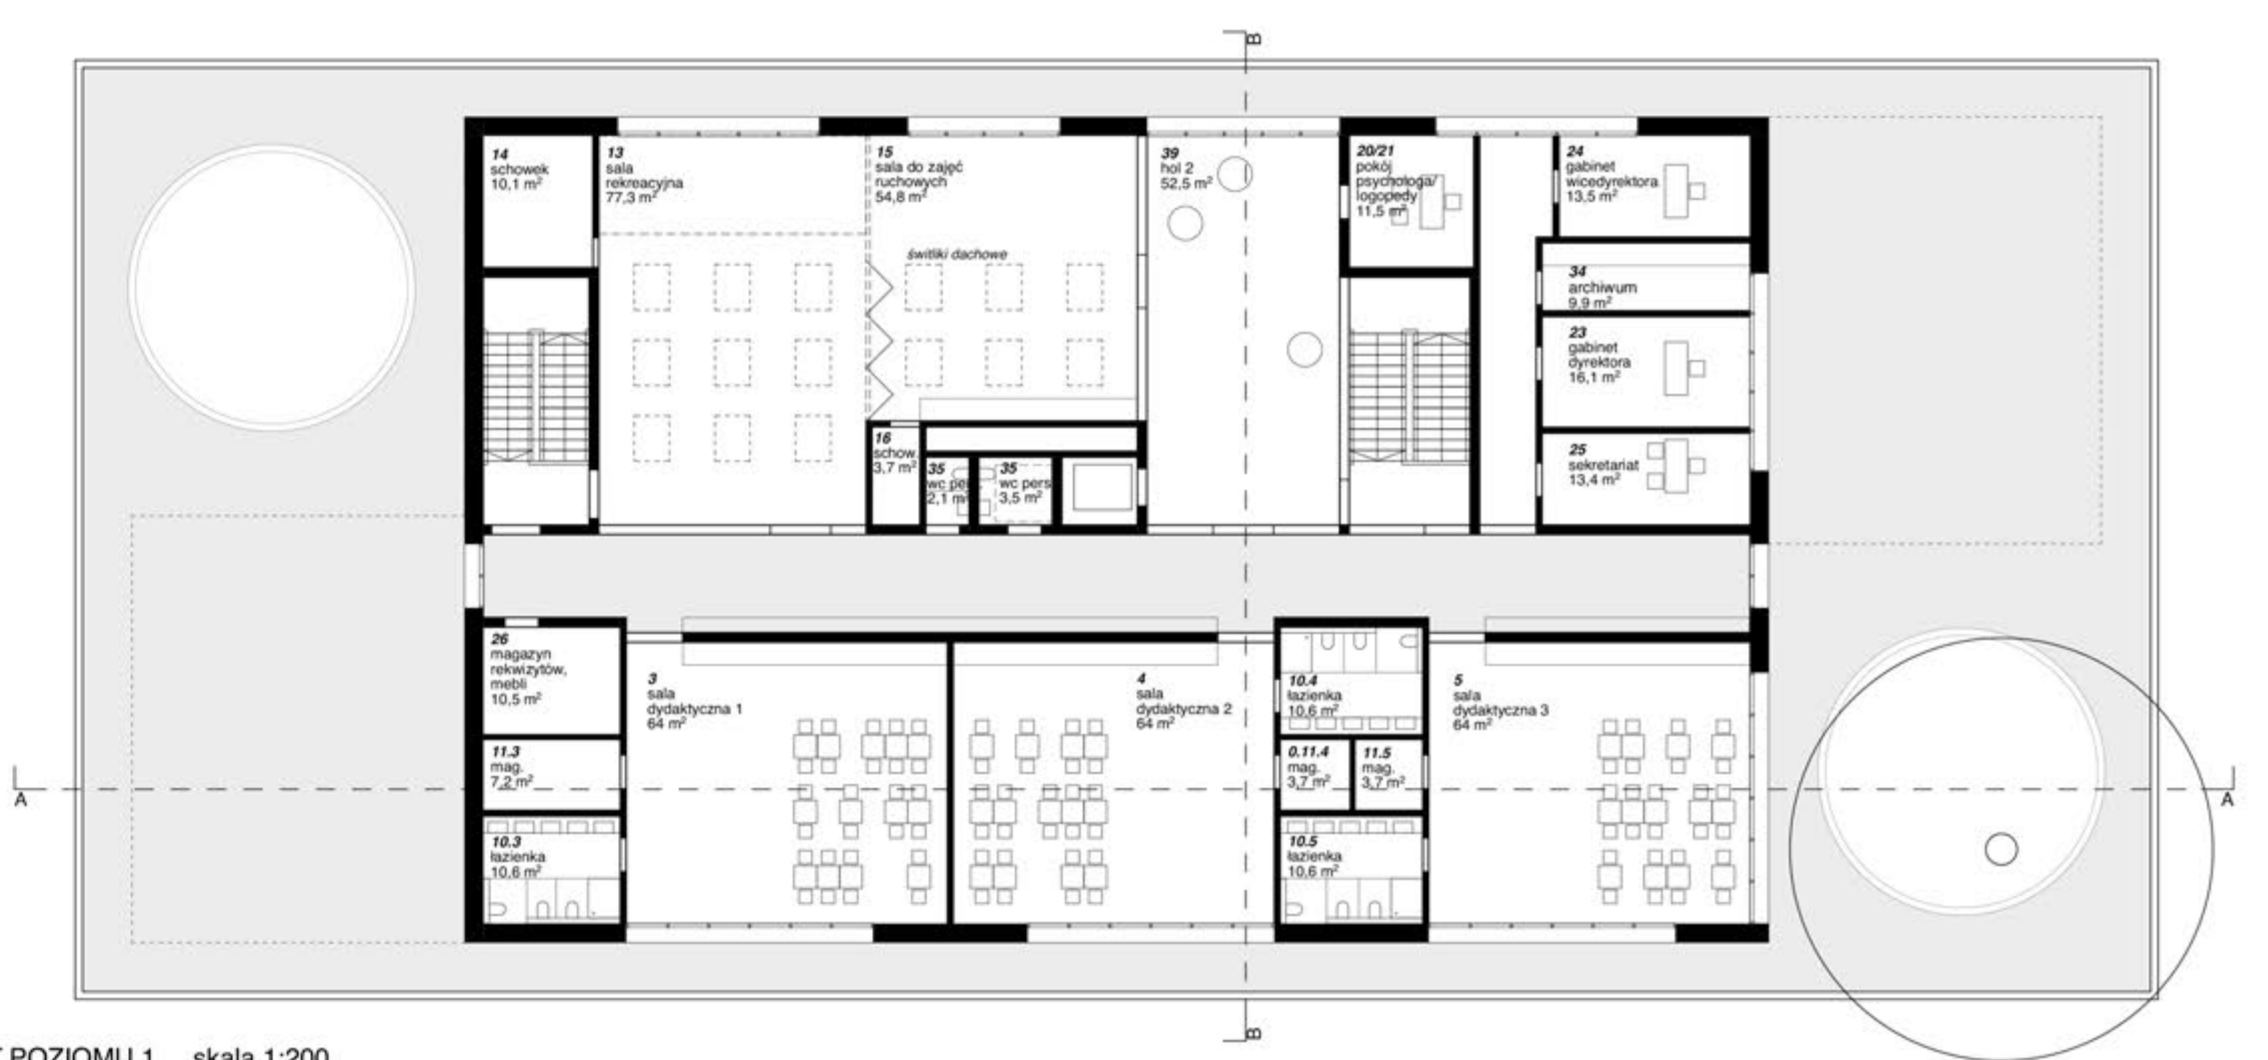 B
14
schowek
10,1 m²
13
sala
rekreacyjna
77,3 m²
15
sala do zajęć
ruchowych
54,8 m²
39
hol 2
52,5 m²
20/21
pokój
psychologa/
logopedy
11,5 m²
24
gabinet
wicedyrektora
13,5 m²
świtliki dachowe
34
archiwum
9,9 m²
23
gabinet
dyrektora
16,1 m²
16
schow.
3,7 m²
35
wc pers
2,1 m²
35
wc pers
3,5 m²
25
sekretariat
13,4 m²
26
magazyn
rekwizytów,
mebli
10,5 m²
3
sala
dydaktyczna 1
64 m²
4
sala
dydaktyczna 2
64 m²
10.4
łazienka
10,6 m²
5
sala
dydaktyczna 3
64 m²
11.3
mag.
7,2 m²
0.11.4
mag.
3,7 m²
11.5
mag.
3,7 m²
A
A
10.3
łazienka
10,6 m²
10.5
łazienka
10,6 m²
B
POZIOMU 1 skala 1:200